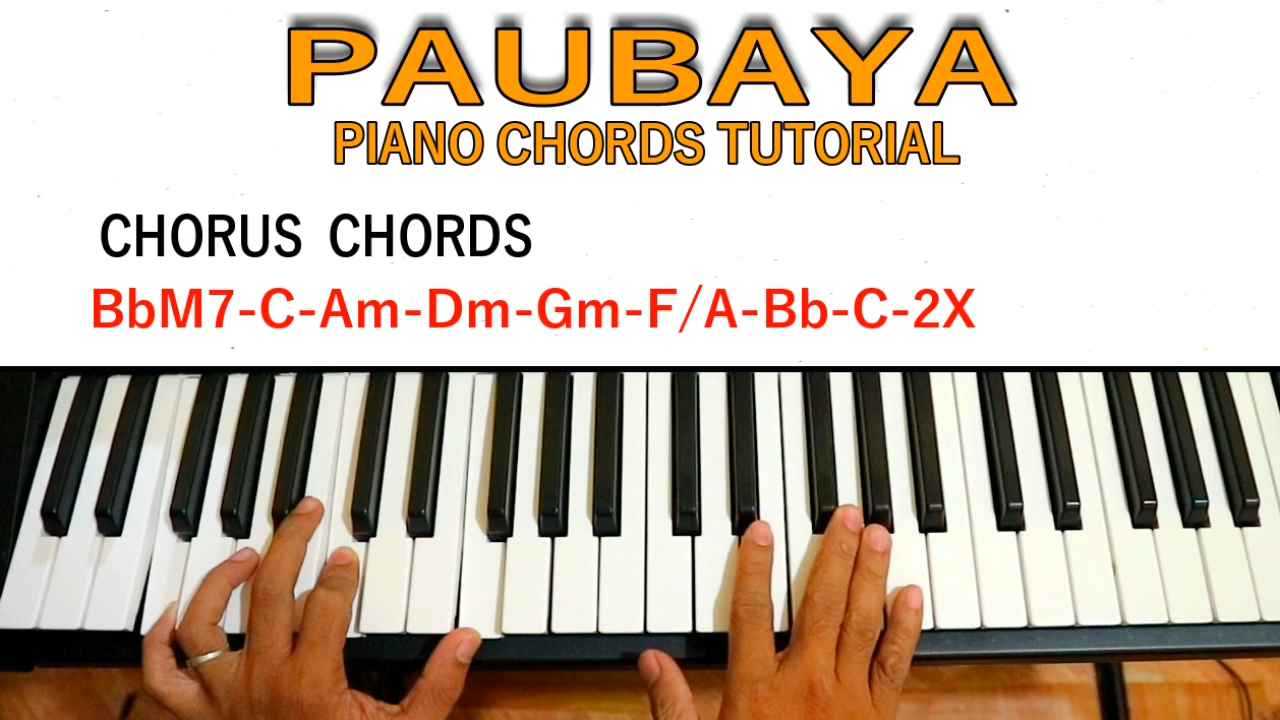 PAUBAYA
PIANO CHORDS TUTORIAL
CHORUS CHORDS
BbM7-C-Am-Dm-Gm-F/A-Bb-C-2X